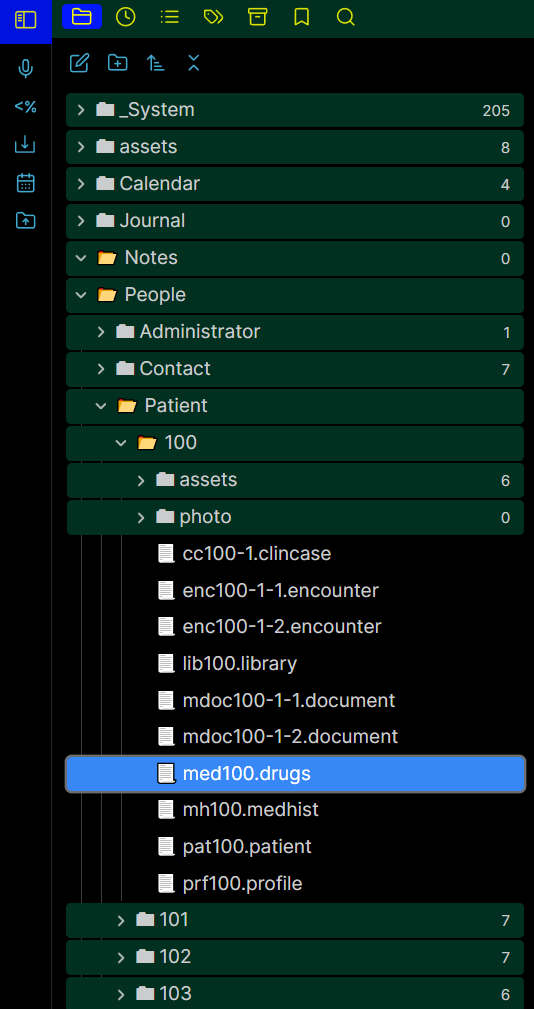 <%
_System 205
assets 8
Calendar 4
Journal 0
Notes 0
People
Administrator 1
Contact 7
Patient
100
assets 6
photo 0
cc100-1.clincase
enc100-1-1.encounter
enc100-1-2.encounter
lib100.library
mdoc100-1-1.document
mdoc100-1-2.document
med100.drugs
mh100.medhist
pat100.patient
prf100.profile
101 7
102 7
103 6